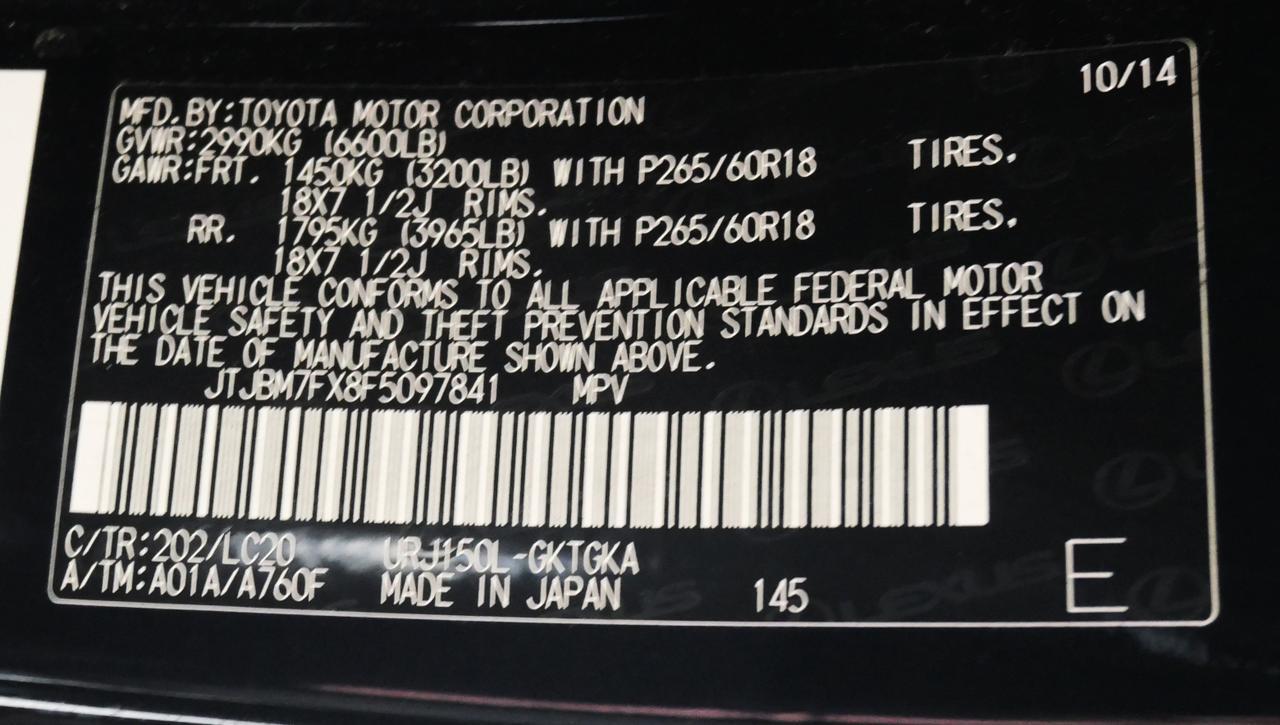 10/14
MFD.BY:TOYOTA MOTOR CORPORATION
GVWR:2990KG (6600LB)
GAWR:FRT. 1450KG (3200LB) WITH P265/60R18 TIRES.
18X7 1/2J RIMS.
RR. 1795KG (3965LB) WITH P265/60R18 TIRES.
18X7 1/2J RIMS.
THIS VEHICLE CONFORMS TO ALL APPLICABLE FEDERAL MOTOR
VEHICLE SAFETY AND THEFT PREVENTION STANDARDS IN EFFECT ON
THE DATE OF MANUFACTURE SHOWN ABOVE.
JTJBM7FX8F5097841 MPV
C/TR:202/LC20 URJ150L-GKTGKA
A/TM:A01A/A760F MADE IN JAPAN 145 E